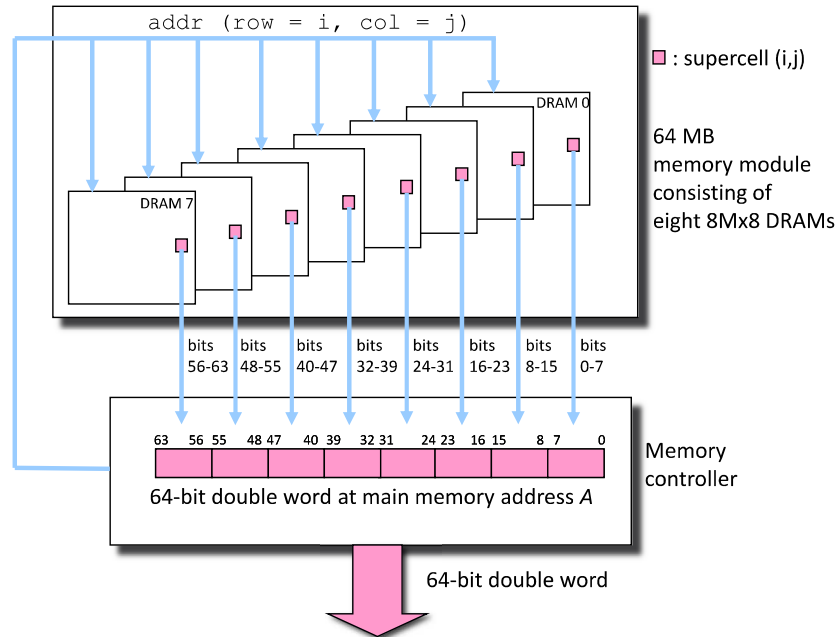 addr (row = i, col = j)
: supercell (i,j)
DRAM 0
64 MB
memory module
consisting of
eight 8Mx8 DRAMs
DRAM 7
bits
56-63
bits
48-55
bits
40-47
bits
32-39
bits
24-31
bits
16-23
bits
8-15
bits
0-7
63 56 55 48 47 40 39 32 31 24 23 16 15 8 7 0
Memory
controller
64-bit double word at main memory address A
64-bit double word